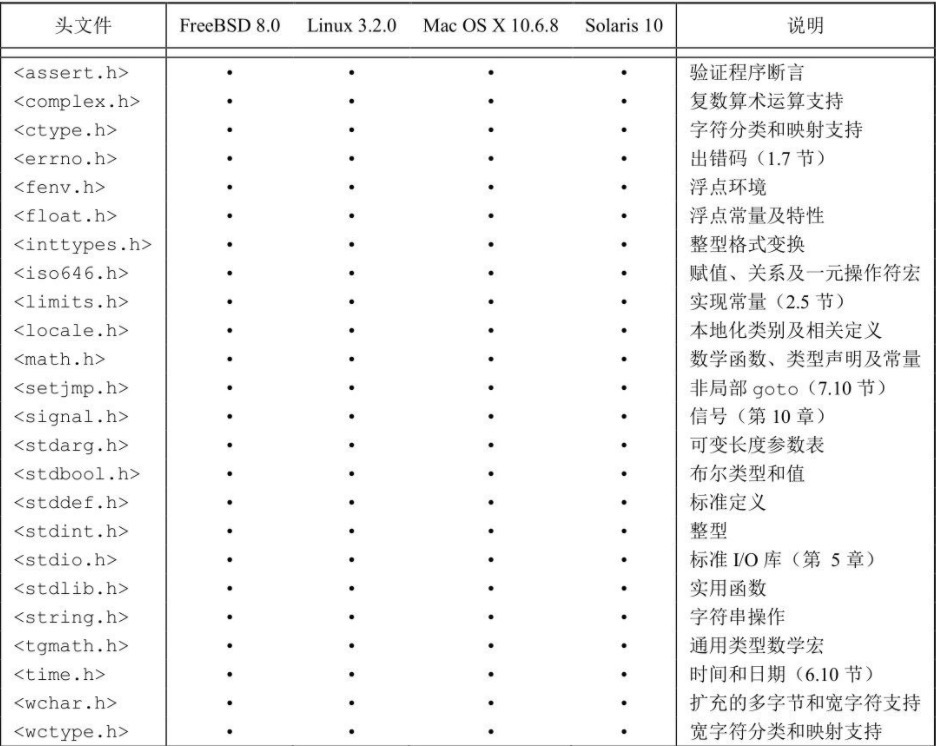 头文件 FreeBSD 8.0 Linux 3.2.0 Mac OS X 10.6.8 Solaris 10 说明
<assert.h> • • • • 验证程序断言
<complex.h> • • • • 复数算术运算支持
<ctype.h> • • • • 字符分类和映射支持
<errno.h> • • • • 出错码（1.7 节）
<fenv.h> • • • • 浮点环境
<float.h> • • • • 浮点常量及特性
<inttypes.h> • • • • 整型格式变换
<iso646.h> • • • • 赋值、关系及一元操作符宏
<limits.h> • • • • 实现常量（2.5 节）
<locale.h> • • • • 本地化类别及相关定义
<math.h> • • • • 数学函数、类型声明及常量
<setjmp.h> • • • • 非局部 goto（7.10 节）
<signal.h> • • • • 信号（第 10 章）
<stdarg.h> • • • • 可变长度参数表
<stdbool.h> • • • • 布尔类型和值
<stddef.h> • • • • 标准定义
<stdint.h> • • • • 整型
<stdio.h> • • • • 标准 I/O 库（第 5 章）
<stdlib.h> • • • • 实用函数
<string.h> • • • • 字符串操作
<tgmath.h> • • • • 通用类型数学宏
<time.h> • • • • 时间和日期（6.10 节）
<wchar.h> • • • • 扩充的多字节和宽字符支持
<wctype.h> • • • • 宽字符分类和映射支持